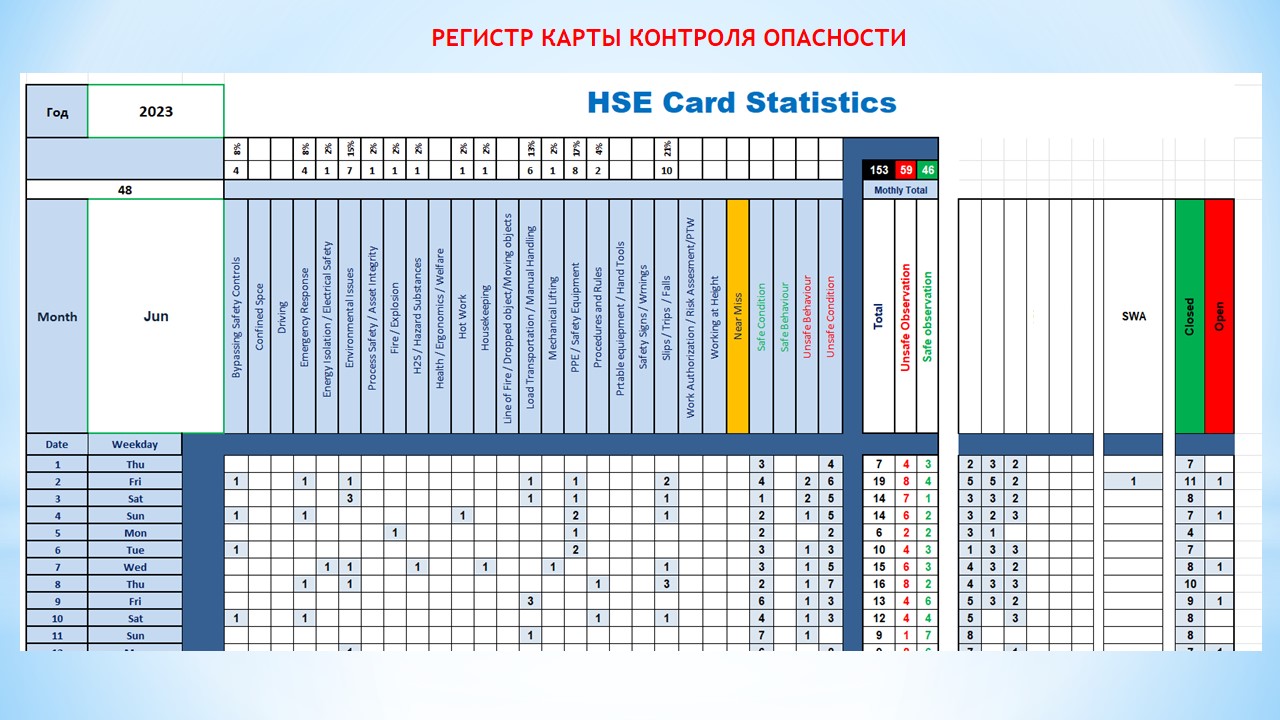 РЕГИСТР КАРТЫ КОНТРОЛЯ ОПАСНОСТИ
HSE Card Statistics
Год 2023
8% 8% 2% 15% 2% 2% 2% 2% 2% 13% 2% 17% 4% 21%
4 4 1 7 1 1 1 1 1 6 1 8 2 10 153 59 46
48 Mothly Total
Month Jun
Bypassing Safety Controls
Confined Spce
Driving
Emergency Response
Energy Isolation / Electrical Safety
Environmental Issues
Process Safety / Asset Integrity
Fire / Explosion
H2S / Hazard Substances
Health / Ergonomics / Welfare
Hot Work
Housekeeping
Line of Fire / Dropped object/Moving objects
Load Transportation / Manual Handling
Mechanical Lifting
PPE / Safety Equipment
Procedures and Rules
Prtable equiepment / Hand Tools
Safety Signs / Wrnings
Slips / Trips / Falls
Work Authorization / Risk Assesment/PTW
Working at Height
Near Miss
Safe Condition
Safe Behaviour
Unsafe Behaviour
Unsafe Condition
Total
Unsafe Observation
Safe observation
SWA
Closed
Open
Date Weekday
1 Thu 3 4 7 4 3 2 3 2 7
2 Fri 1 1 1 1 1 2 4 2 6 19 8 4 5 5 2 1 11 1
3 Sat 3 1 1 1 1 2 5 14 7 1 3 3 2 8
4 Sun 1 1 1 2 1 2 1 5 14 6 2 3 2 3 7 1
5 Mon 1 1 2 2 6 2 2 3 1 4
6 Tue 1 2 3 1 3 10 4 3 1 3 3 7
7 Wed 1 1 1 1 1 1 3 1 5 15 6 3 4 3 2 8 1
8 Thu 1 1 1 3 2 1 7 16 8 2 4 3 3 10
9 Fri 3 6 1 3 13 4 6 5 3 2 9 1
10 Sat 1 1 1 1 4 1 3 12 4 4 5 3 8
11 Sun 1 7 1 9 1 7 8 8